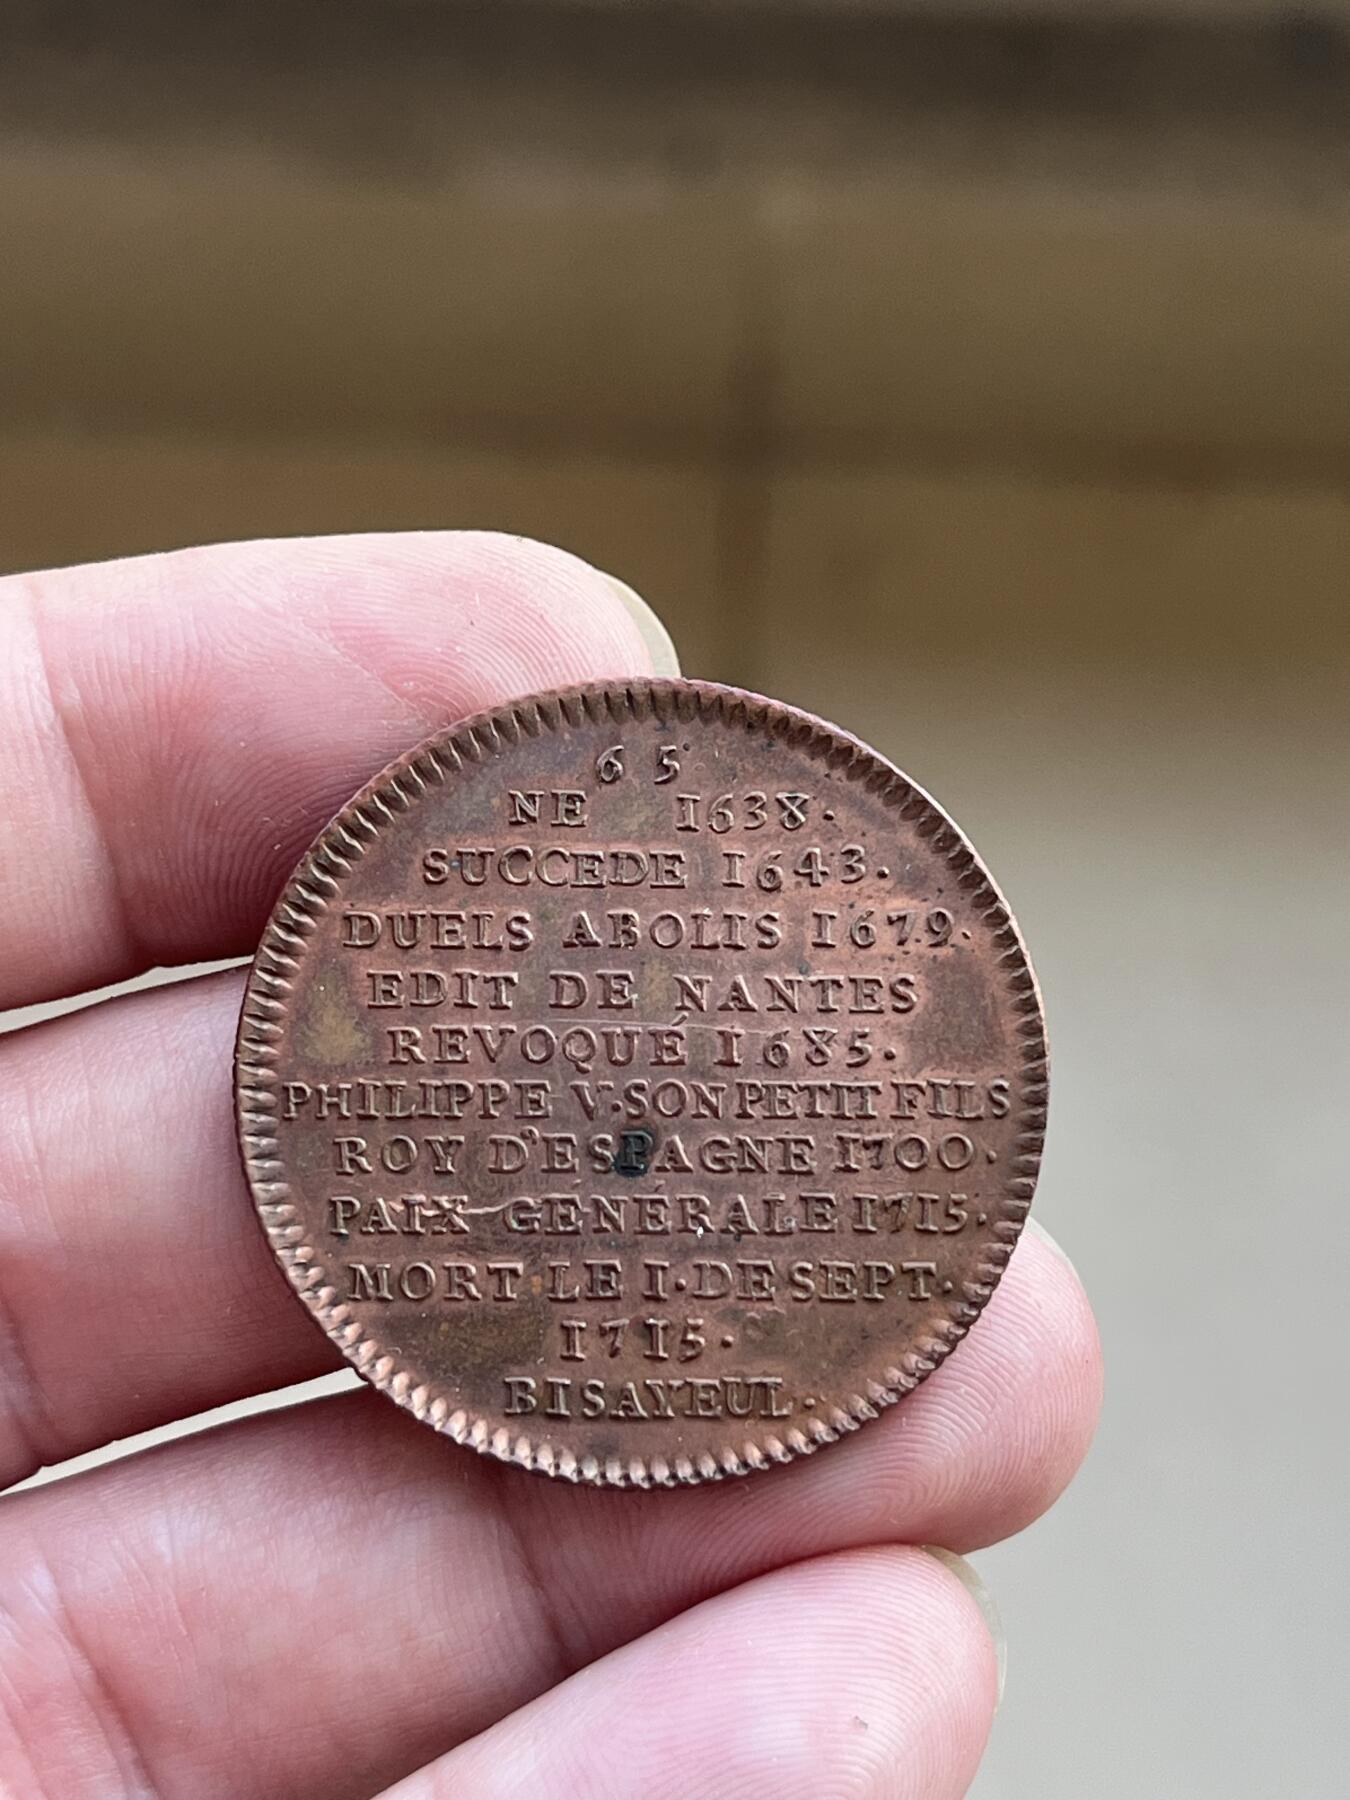 65
NE 1638.
SUCCEDE 1643.
DUELS ABOLIS 1679.
EDIT DE NANTES
REVOQUÉ 1685.
PHILIPPE V. SON PETIT FILS
ROY D'ESPAGNE 1700.
PAIX GENERALE 1715.
MORT LE I. DE SEPT.
1715.
BISAYEUL.